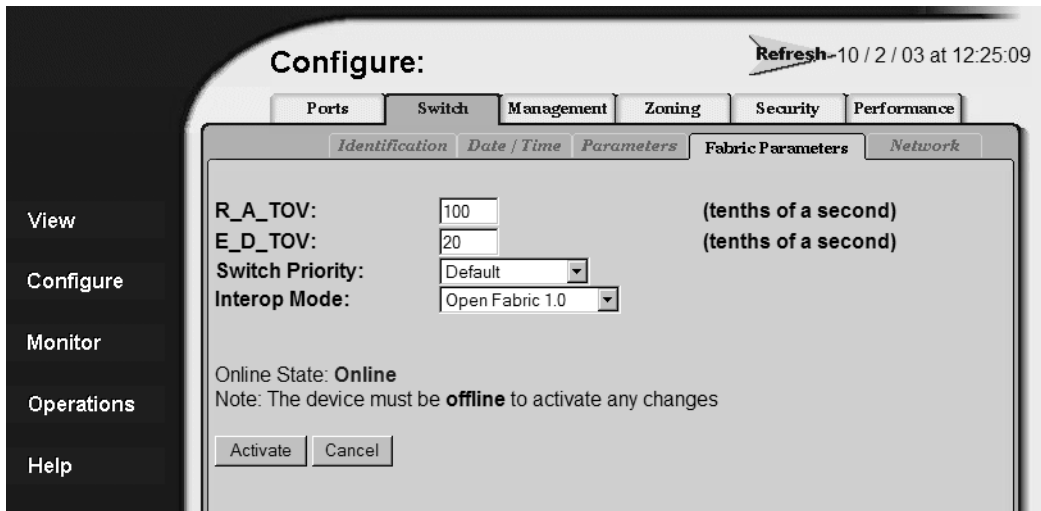 Configure:
Refresh-10 / 2 / 03 at 12:25:09
Ports Switch Management Zoning Security Performance
Identification Date / Time Parameters Fabric Parameters Network
View
Configure
Monitor
Operations
Help
R_A_TOV: 100 (tenths of a second)
E_D_TOV: 20 (tenths of a second)
Switch Priority: Default
Interop Mode: Open Fabric 1.0
Online State: Online
Note: The device must be offline to activate any changes
Activate Cancel